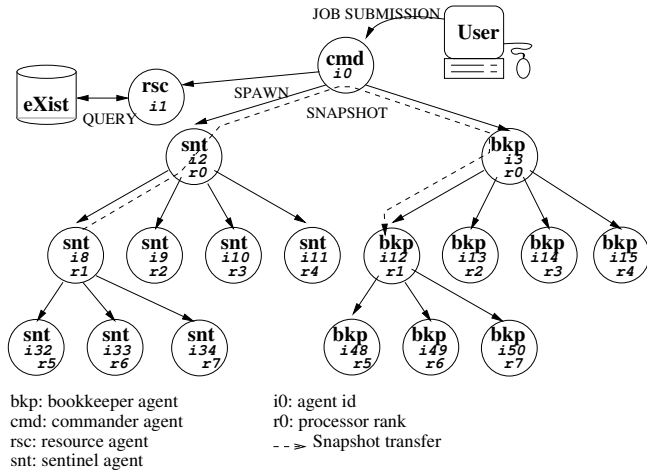 JOB SUBMISSION
User
cmd
i0
rsc
i1
eXist
QUERY
SPAWN
SNAPSHOT
snt
i2
r0
bkp
i3
r0
snt
i8
r1
snt
i9
r2
snt
i10
r3
snt
i11
r4
bkp
i12
r1
bkp
i13
r2
bkp
i14
r3
bkp
i15
r4
snt
i32
r5
snt
i33
r6
snt
i34
r7
bkp
i48
r5
bkp
i49
r6
bkp
i50
r7
bkp: bookkeeper agent
cmd: commander agent
rsc: resource agent
snt: sentinel agent
i0: agent id
r0: processor rank
Snapshot transfer